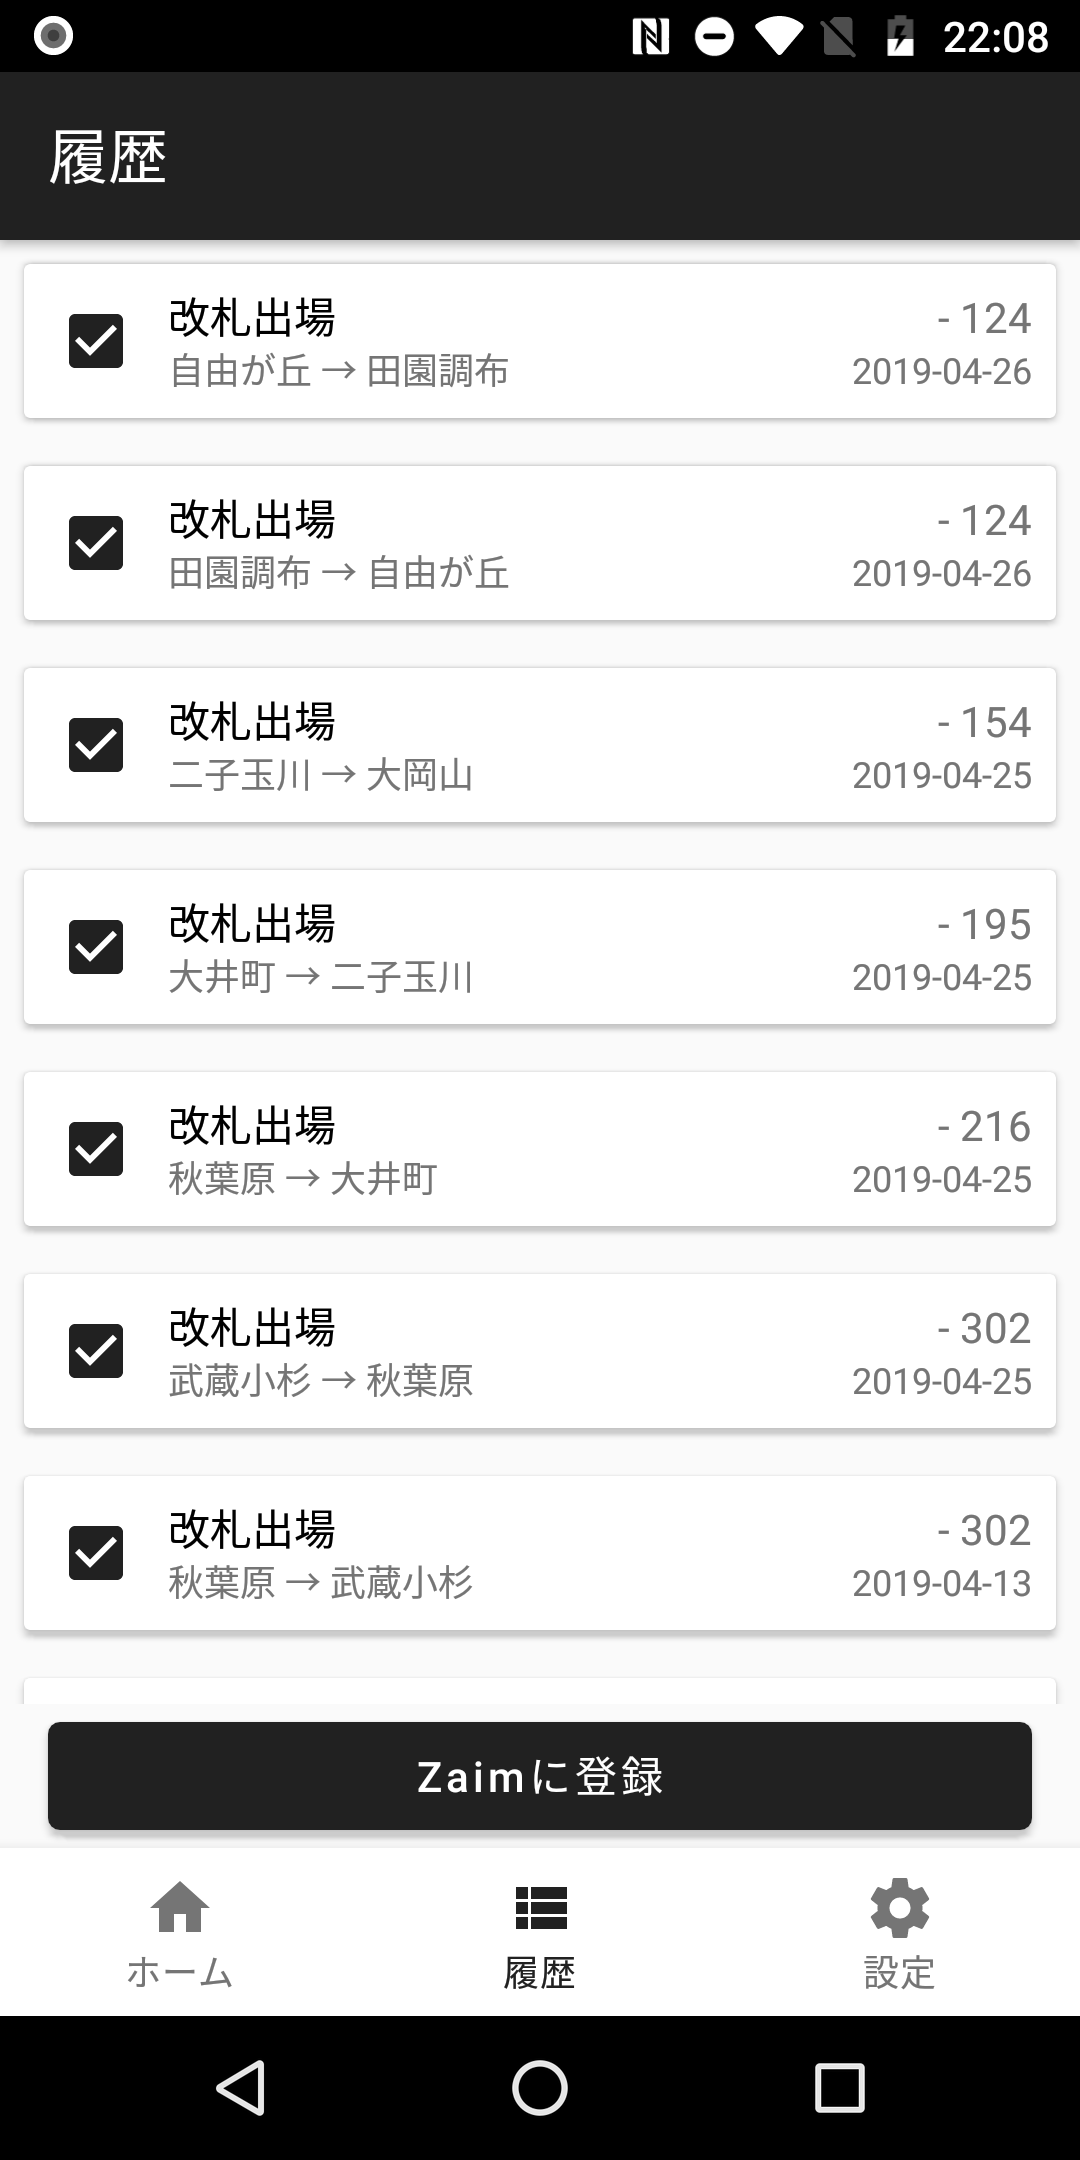 22:08
履歴
改札出場
- 124
自由が丘 → 田園調布
2019-04-26
改札出場
- 124
田園調布 → 自由が丘
2019-04-26
改札出場
- 154
二子玉川 → 大岡山
2019-04-25
改札出場
- 195
大井町 → 二子玉川
2019-04-25
改札出場
- 216
秋葉原 → 大井町
2019-04-25
改札出場
- 302
武蔵小杉 → 秋葉原
2019-04-25
改札出場
- 302
秋葉原 → 武蔵小杉
2019-04-13
Zaimに登録
ホーム
履歴
設定